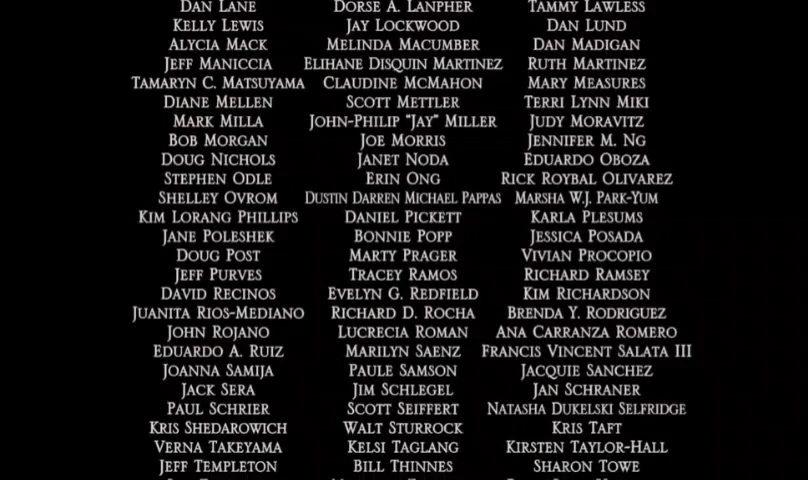 Dan Lane Dorse A. Lanpher Tammy Lawless
Kelly Lewis Jay Lockwood Dan Lund
Alycia Mack Melinda Macumber Dan Madigan
Jeff Maniccia Elihane Disquin Martinez Ruth Martinez
Tamaryn C. Matsuyama Claudine McMahon Mary Measures
Diane Mellen Scott Mettler Terri Lynn Miki
Mark Milla John-Philip "Jay" Miller Judy Moravitz
Bob Morgan Joe Morris Jennifer M. Ng
Doug Nichols Janet Noda Eduardo Oboza
Stephen Odle Erin Ong Rick Roybal Olivarez
Shelley Ovrom Dustin Darren Michael Pappas Marsha W.J. Park-Yum
Kim Lorang Phillips Daniel Pickett Karla Plesums
Jane Poleshek Bonnie Popp Jessica Posada
Doug Post Marty Prager Vivian Procopio
Jeff Purves Tracey Ramos Richard Ramsey
David Recinos Evelyn G. Redfield Kim Richardson
Juanita Rios-Mediano Richard D. Rocha Brenda Y. Rodriguez
John Rojano Lucrecia Roman Ana Carranza Romero
Eduardo A. Ruiz Marilyn Saenz Francis Vincent Salata III
Joanna Samija Paule Samson Jacquie Sanchez
Jack Sera Jim Schlegel Jan Schraner
Paul Schrier Scott Seiffert Natasha Dukelski Selfridge
Kris Shedarowich Walt Sturrock Kris Taft
Verna Takeyama Kelsi Taglang Kirsten Taylor-Hall
Jeff Templeton Bill Thinnes Sharon Towe